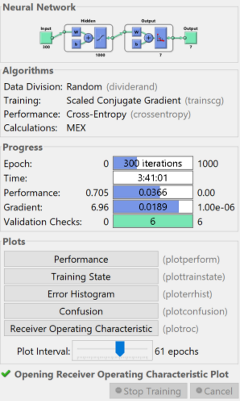 Neural Network
Hidden Output
Input Output
W W
b b
300 1000 7 7
Algorithms
Data Division: Random (dividerand)
Training: Scaled Conjugate Gradient (trainscg)
Performance: Cross-Entropy (crossentropy)
Calculations: MEX
Progress
Epoch: 0 300 iterations 1000
Time: 3:41:01
Performance: 0.705 0.0366 0.00
Gradient: 6.96 0.0189 1.00e-06
Validation Checks: 0 6 6
Plots
Performance (plotperform)
Training State (plottrainstate)
Error Histogram (ploterrhist)
Confusion (plotconfusion)
Receiver Operating Characteristic (plotroc)
Plot Interval: 61 epochs
Opening Receiver Operating Characteristic Plot
Stop Training Cancel